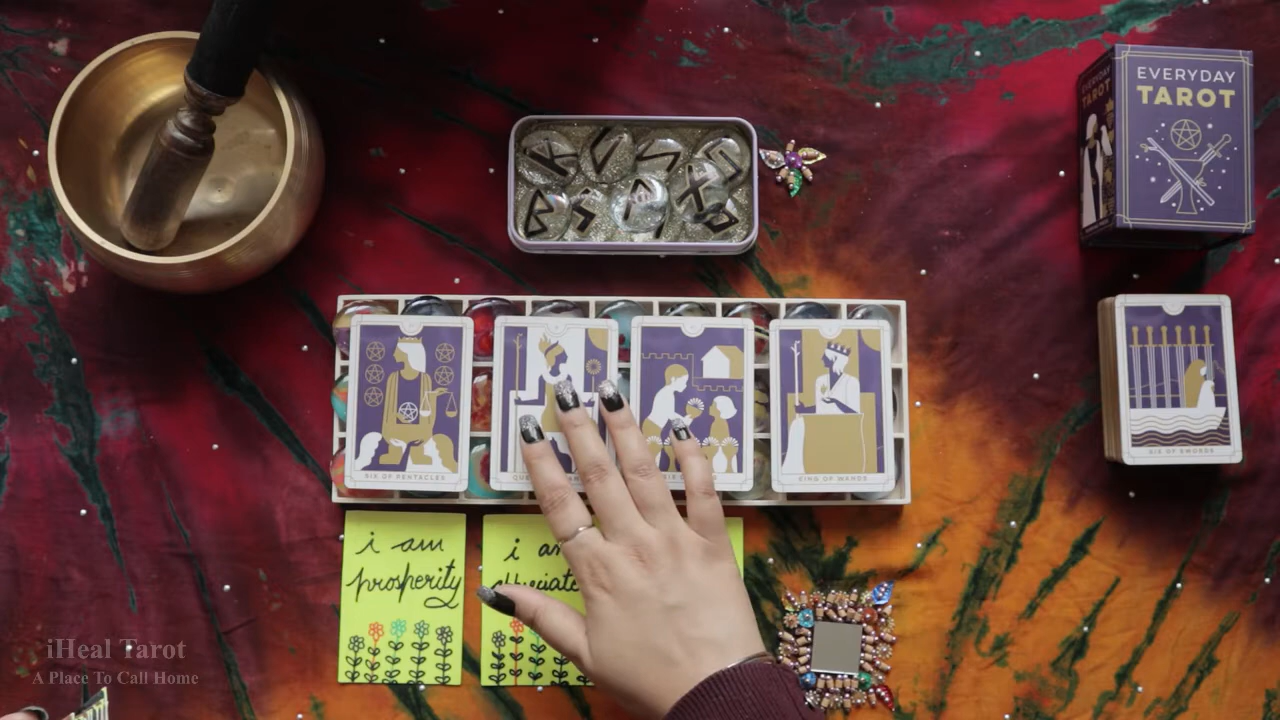 EVERYDAY
TAROT
SIX OF PENTACLES
KING OF WANDS
SIX OF SWORDS
i am
prosperity
i am
iHeal Tarot
A Place To Call Home